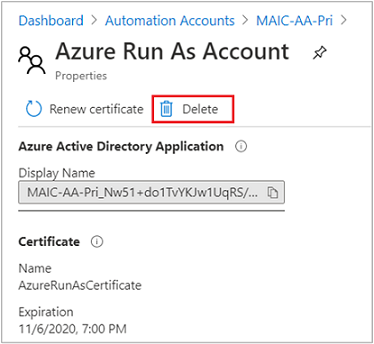 Dashboard > Automation Accounts > MAIC-AA-Pri >
Azure Run As Account
Properties
Renew certificate Delete
Azure Active Directory Application
Display Name
MAIC-AA-Pri_Nw51+do1TvYKJw1UqRS/...
Certificate
Name
AzureRunAsCertificate
Expiration
11/6/2020, 7:00 PM